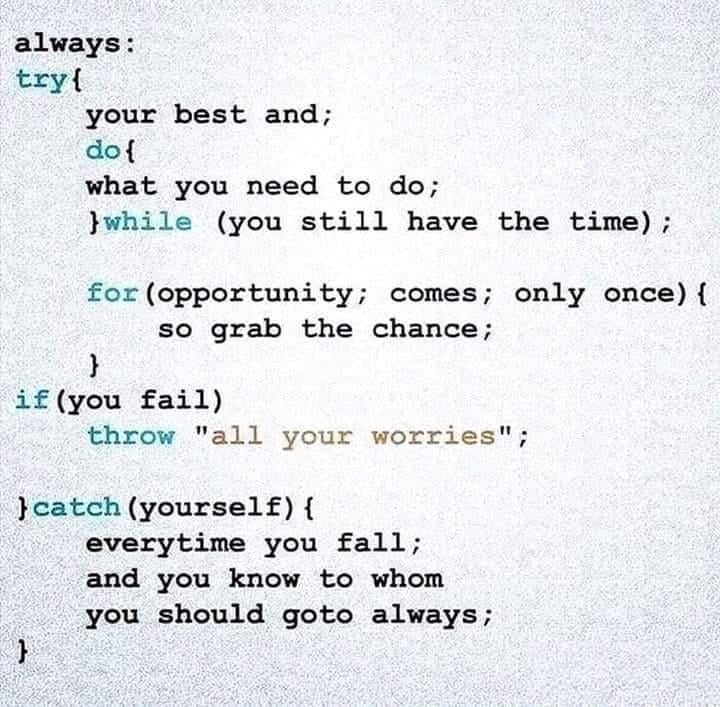 always:
try{
your best and;
do{
what you need to do;
}while (you still have the time);
for(opportunity; comes; only once){
so grab the chance;
}
if(you fail)
throw "all your worries";
}catch(yourself){
everytime you fall;
and you know to whom
you should goto always;
}